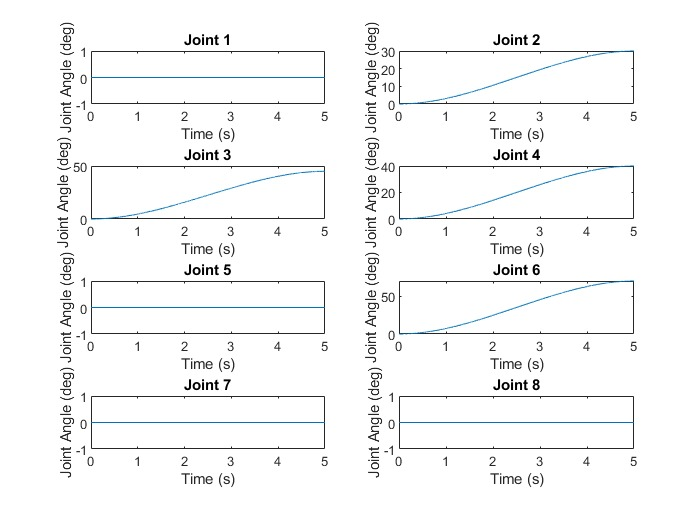 Joint 1
Joint Angle (deg)
1
0
-1
0 1 2 3 4 5
Time (s)
Joint 2
Joint Angle (deg)
30
20
10
0
0 1 2 3 4 5
Time (s)
Joint 3
Joint Angle (deg)
50
0
0 1 2 3 4 5
Time (s)
Joint 4
Joint Angle (deg)
40
20
0
0 1 2 3 4 5
Time (s)
Joint 5
Joint Angle (deg)
1
0
-1
0 1 2 3 4 5
Time (s)
Joint 6
Joint Angle (deg)
50
0
0 1 2 3 4 5
Time (s)
Joint 7
Joint Angle (deg)
1
0
-1
0 1 2 3 4 5
Time (s)
Joint 8
Joint Angle (deg)
1
0
-1
0 1 2 3 4 5
Time (s)